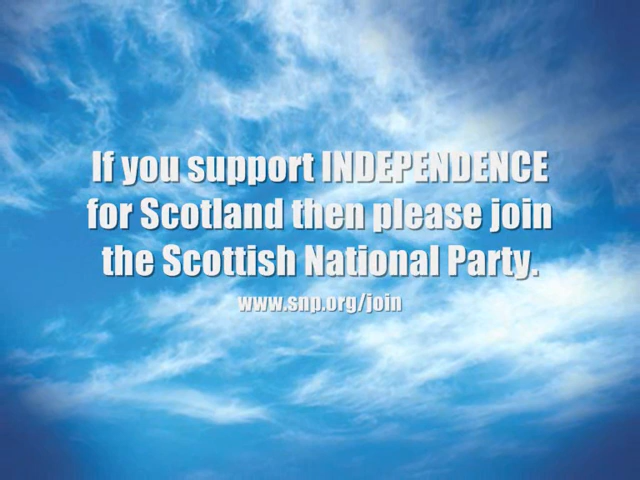 If you support INDEPENDENCE
for Scotland then please join
the Scottish National Party.
www.snp.org/join